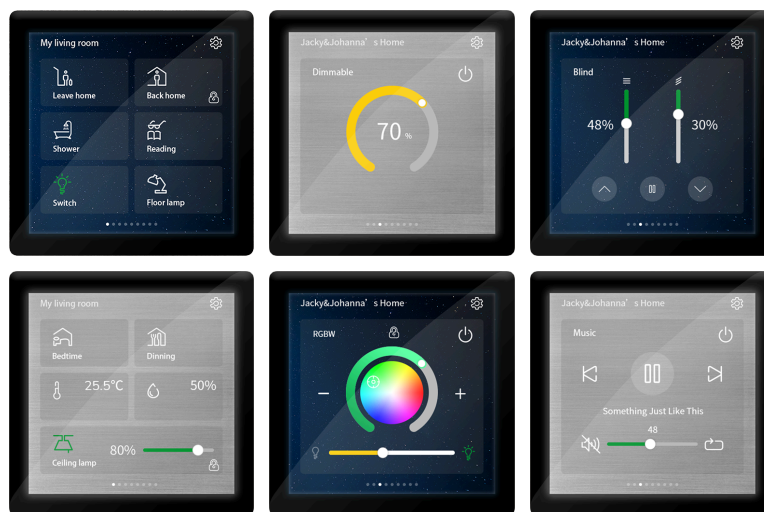 My living room
Leave home
Back home
Shower
Reading
Switch
Floor lamp
Jacky&Johanna's Home
Dimmable
70 %
Jacky&Johanna's Home
Blind
48%
30%
My living room
Bedtime
Dinning
25.5℃
50%
Ceiling lamp
80%
Jacky&Johanna's Home
RGBW
Jacky&Johanna's Home
Music
Something Just Like This
48